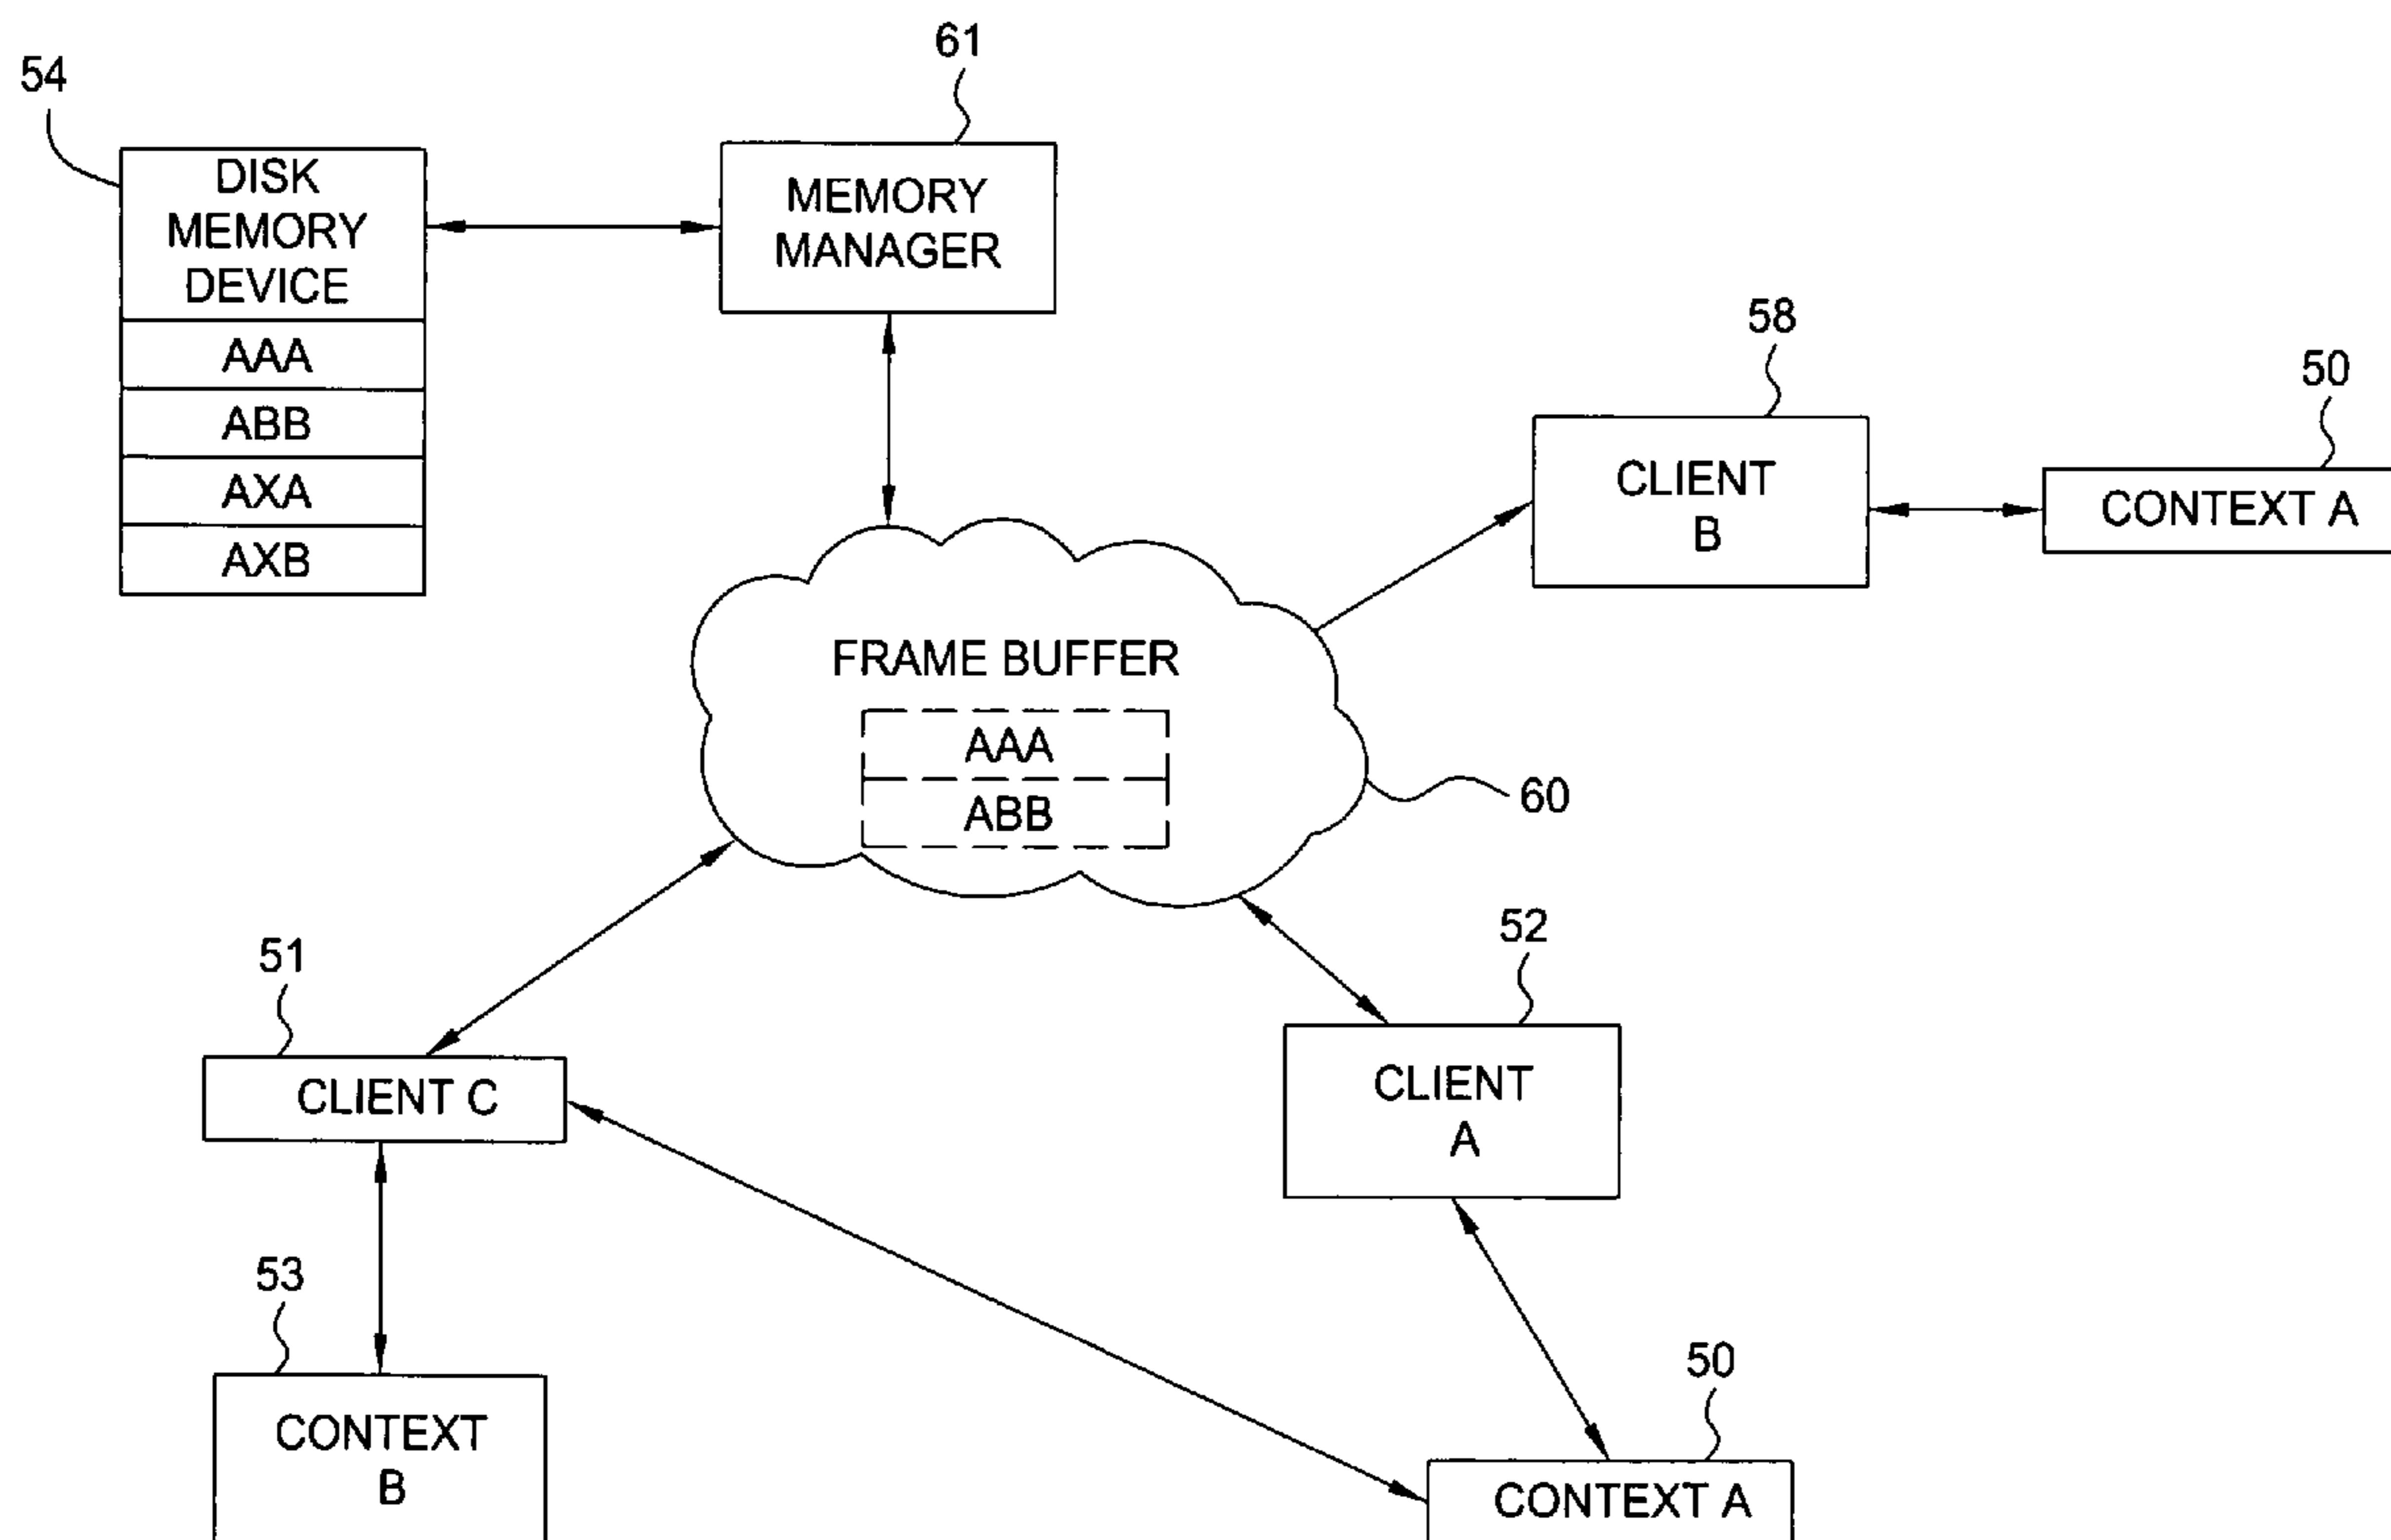 61
54
DISK
MEMORY
DEVICE
AAA
ABB
AXA
AXB
MEMORY
MANAGER
58
50
CLIENT
B
CONTEXT A
FRAME BUFFER
AAA
ABB
60
51
52
CLIENT C
CLIENT
A
53
50
CONTEXT
B
CONTEXT A